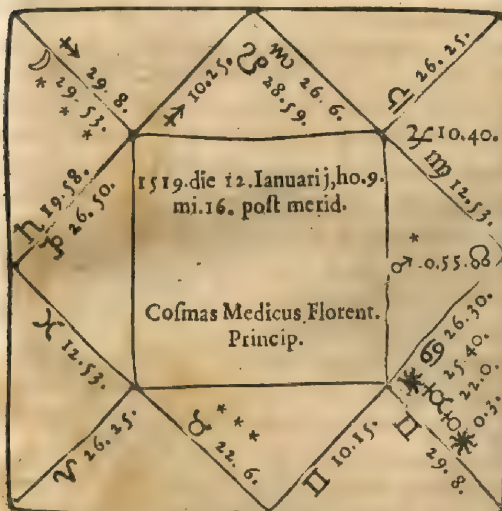 ♐ 29. 8.
☽ 29. 53.
* * *
♐ 10. 25.
28. 59.
♏ 26. 6.
♎ 26. 25.
♃ 10. 40.
♍ 12. 53.
♄ 19. 58.
♑ 26. 50.
1519. die 12. Ianuarij, ho. 9.
mi. 16. poſt merid.
*
♂ 0. 55. ☊
Coſmas Medicus Florent.
Princip.
♓ 12. 53.
♋ 26. 30.
25. 40.
22. 0.
0. 3.
♈ 26. 25.
♉ 22. 6.
* * *
♊ 10. 15.
♊ 29. 8.